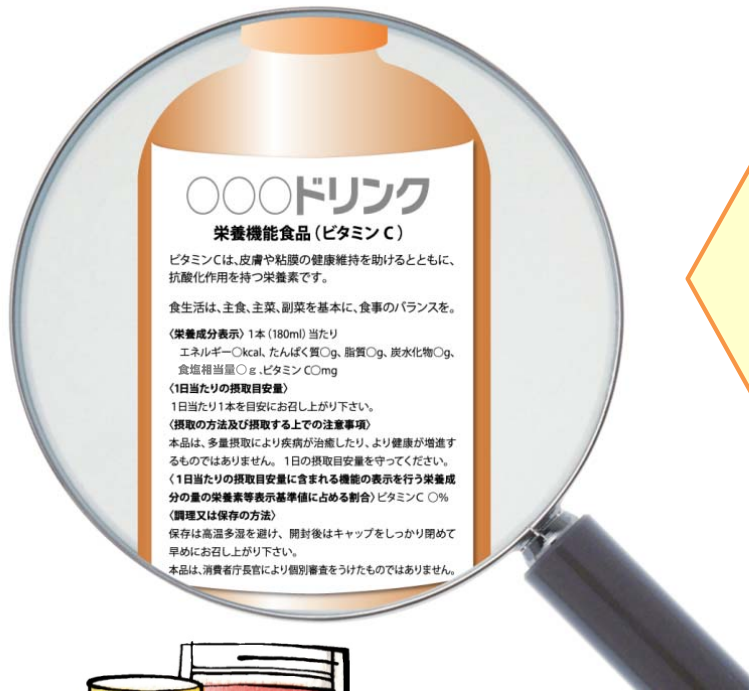 ○○○ドリンク
栄養機能食品(ビタミンC)
ビタミンCは、皮膚や粘膜の健康維持を助けるとともに、
抗酸化作用を持つ栄養素です。
食生活は、主食、主菜、副菜を基本に、食事のバランスを。
〈栄養成分表示〉1本(180ml)当たり
エネルギー○kcal、たんぱく質○g、脂質○g、炭水化物○g、
食塩相当量○g、ビタミンC○mg
〈1日当たりの摂取目安量〉
1日当たり1本を目安にお召し上がり下さい。
〈摂取の方法及び摂取する上での注意事項〉
本品は、多量摂取により疾病が治癒したり、より健康が増進す
るものではありません。1日の摂取目安量を守ってください。
〈1日当たりの摂取目安量に含まれる機能の表示を行う栄養成
分の量の栄養素等表示基準値に占める割合〉ビタミンC ○%
〈調理又は保存の方法〉
保存は高温多湿を避け、開封後はキャップをしっかり閉めて
早めにお召し上がり下さい。
本品は、消費者庁長官により個別審査をうけたものではありません。